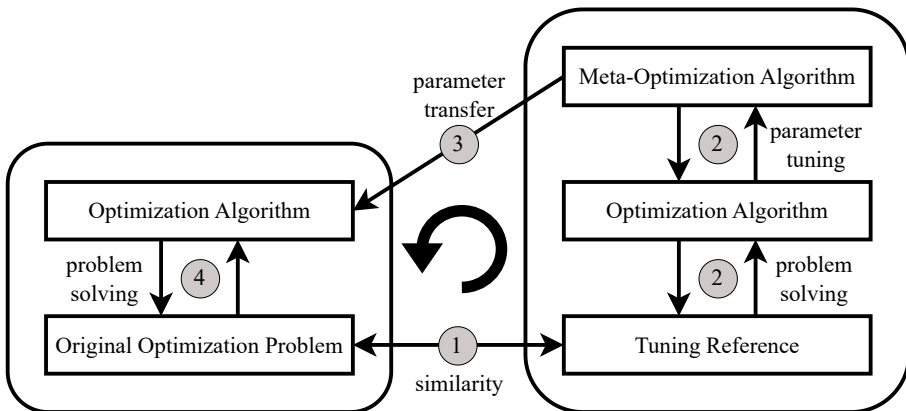 Meta-Optimization Algorithm
parameter
transfer
3
2
parameter
tuning
Optimization Algorithm
Optimization Algorithm
problem
solving
4
2
problem
solving
Original Optimization Problem
1
similarity
Tuning Reference